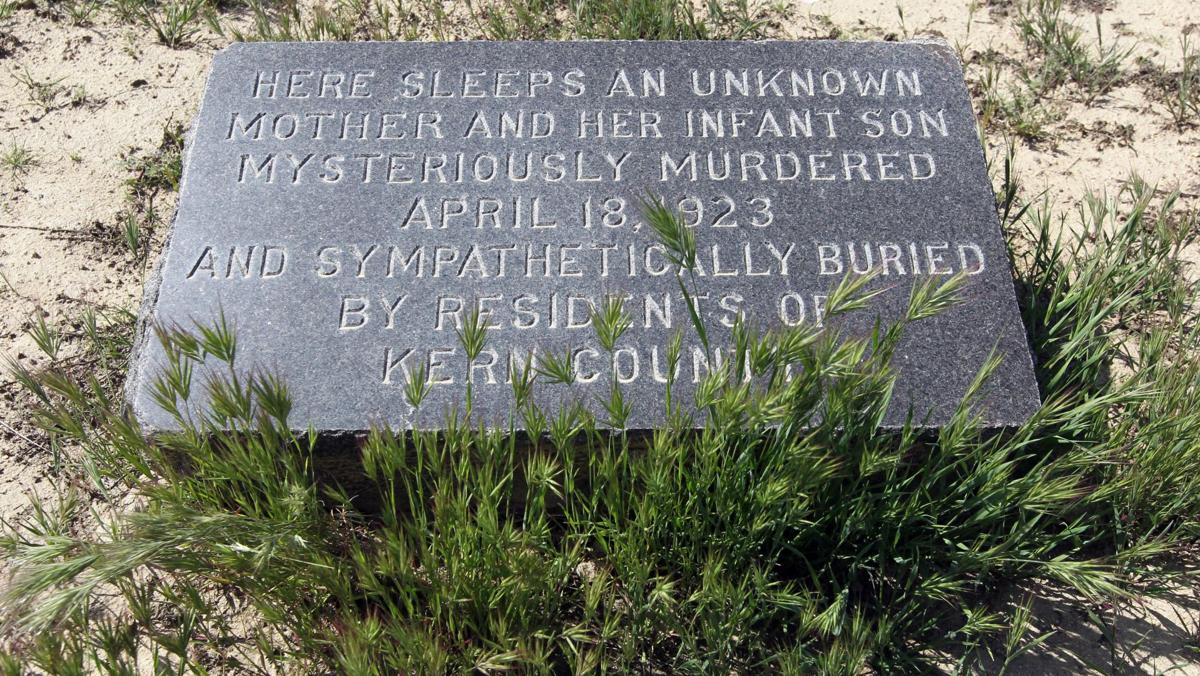 HERE SLEEPS AN UNKNOWN
MOTHER AND HER INFANT SON
MYSTERIOUSLY MURDERED
APRIL 18, 1923
AND SYMPATHETICALLY BURIED
BY RESIDENTS OF
KERN COUNTY